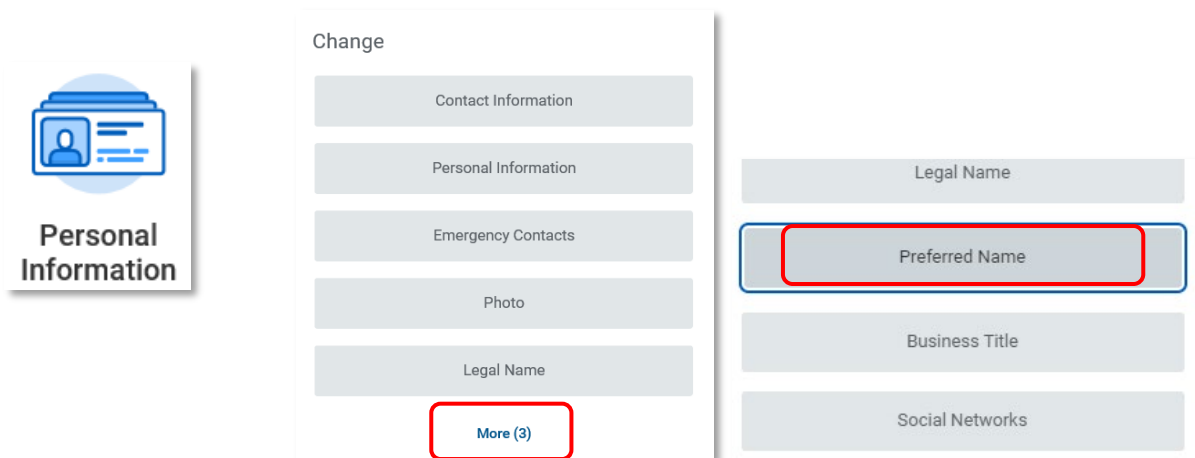 Personal
Information
Change
Contact Information
Personal Information
Emergency Contacts
Photo
Legal Name
More (3)
Legal Name
Preferred Name
Business Title
Social Networks